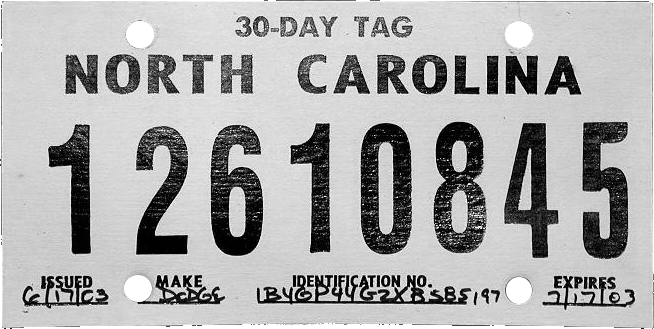 30-DAY TAG
NORTH CAROLINA
12610845
ISSUED MAKE IDENTIFICATION NO. EXPIRES
6/17/03 DODGE 7/17/03